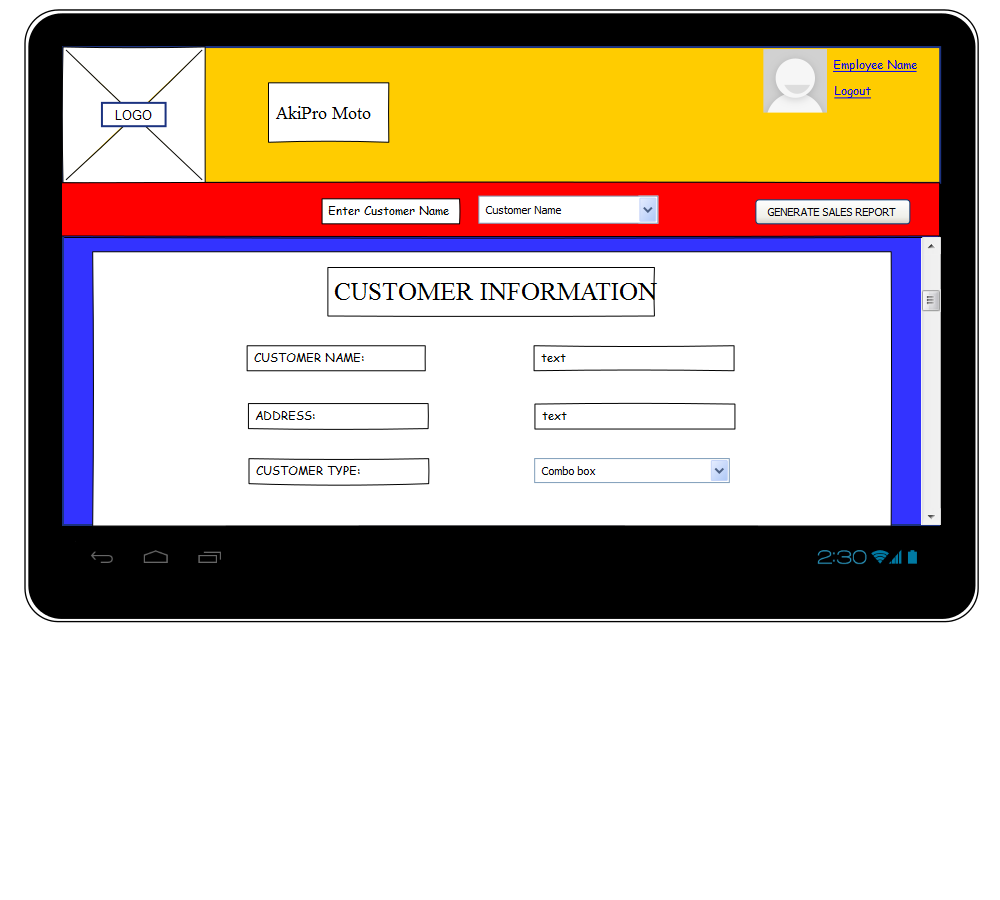 LOGO
AkiPro Moto
Employee Name
Logout
Enter Customer Name
Customer Name
GENERATE SALES REPORT
CUSTOMER INFORMATION
CUSTOMER NAME:
text
ADDRESS:
text
CUSTOMER TYPE:
Combo box
2:30